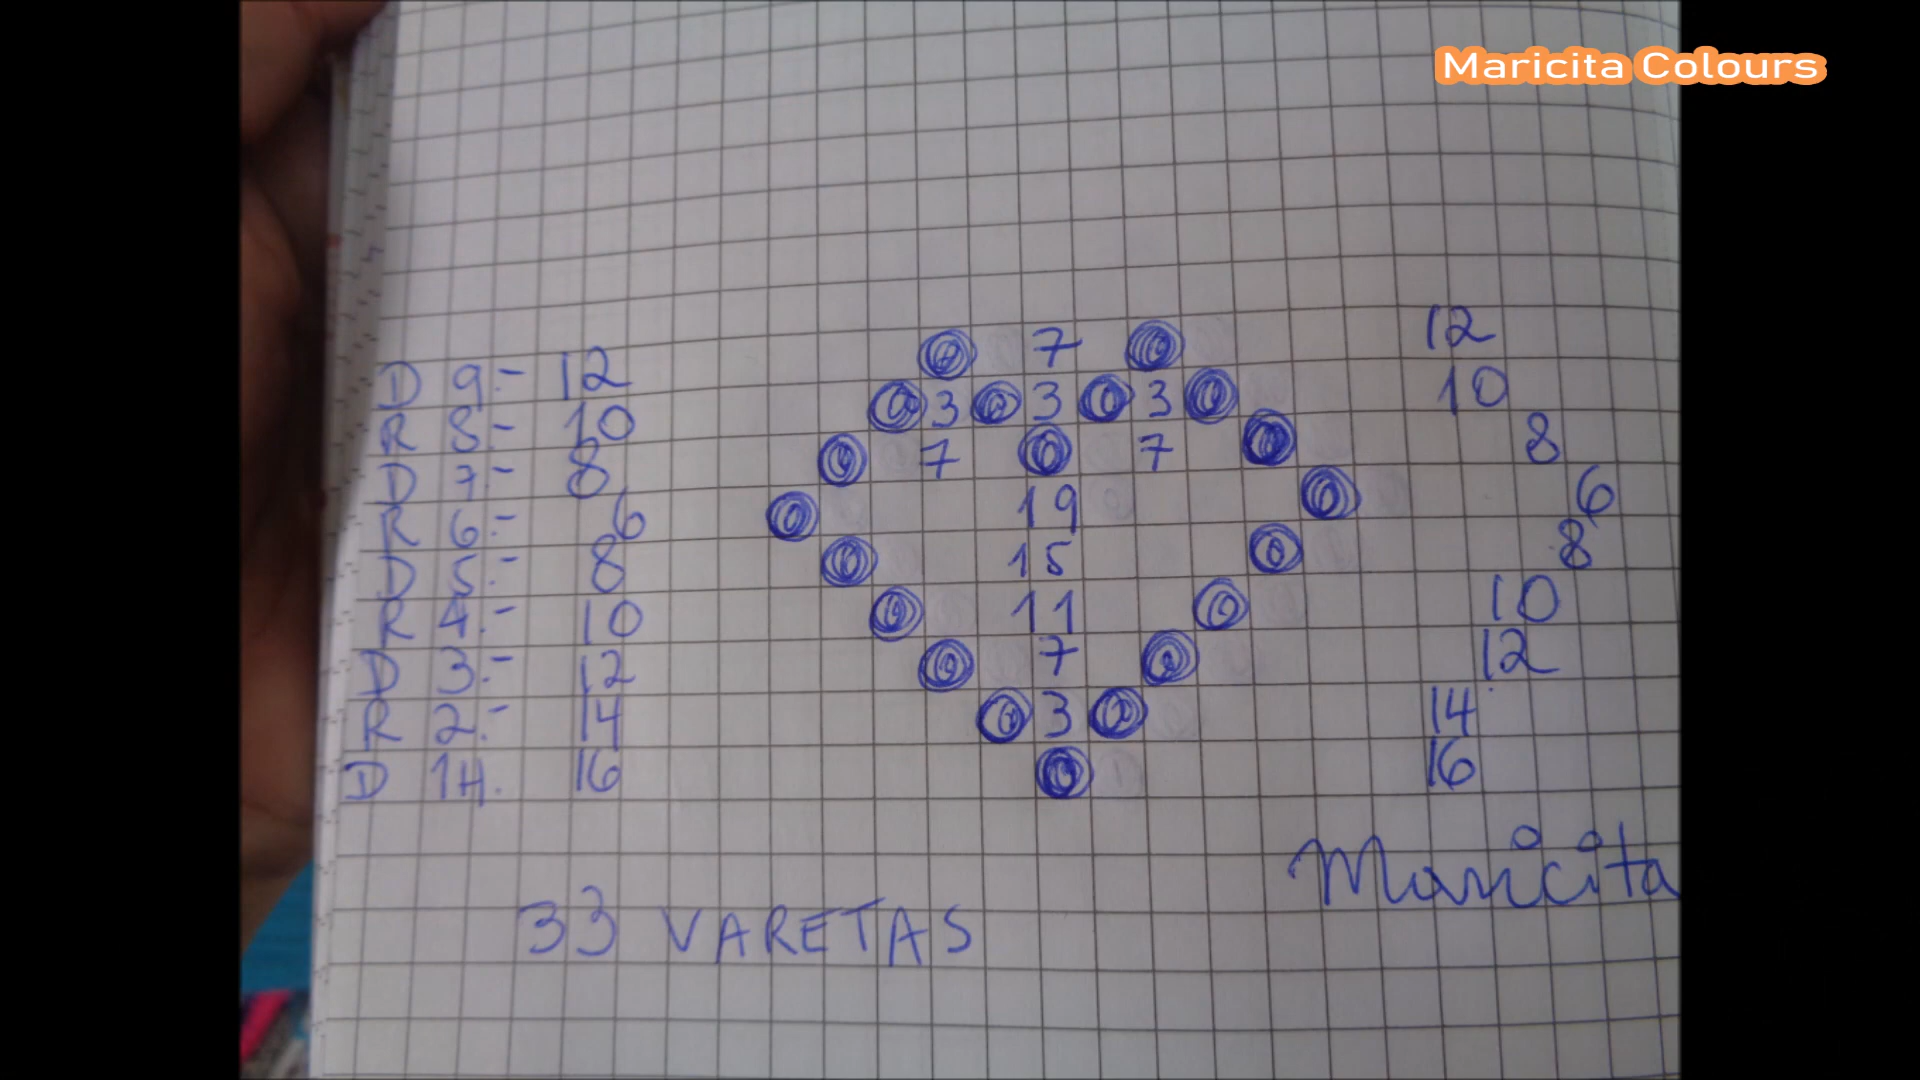 Maricita Colours
D 9.- 12 7 12
R 8.- 10 3 3 3 10
D 7.- 8 7 7 8
R 6.- 6 19 6
D 5.- 8 15 8
R 4.- 10 11 10
D 3.- 12 7 12
R 2.- 14 3 14
D 1H. 16 16
Maricita
33 VARETAS